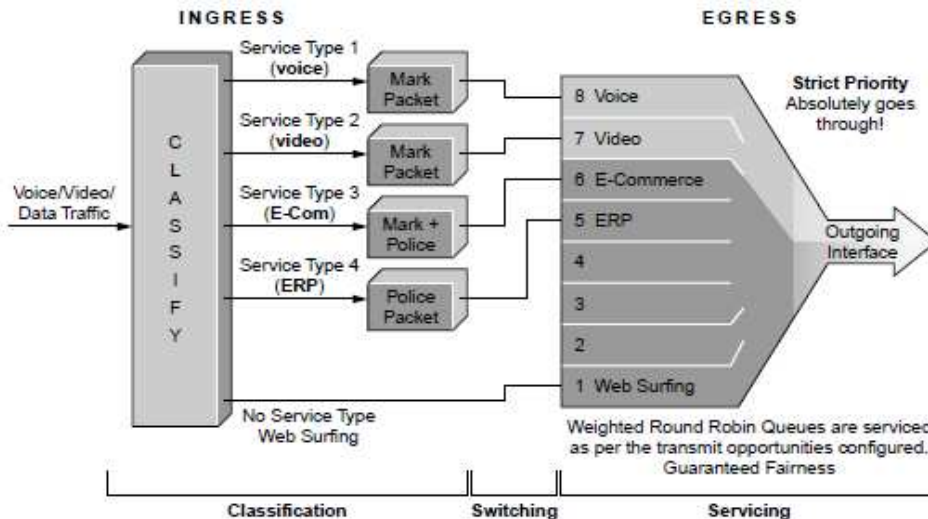 INGRESS
EGRESS
Service Type 1
(voice)
Mark
Packet
Service Type 2
(video)
Mark
Packet
Voice/Video/
Data Traffic
C
L
A
S
S
I
F
Y
Service Type 3
(E-Com)
Mark +
Police
Service Type 4
(ERP)
Police
Packet
No Service Type
Web Surfing
8 Voice
7 Video
6 E-Commerce
5 ERP
4
3
2
1 Web Surfing
Strict Priority
Absolutely goes
through!
Outgoing
Interface
Weighted Round Robin Queues are serviced
as per the transmit opportunities configured.
Guaranteed Fairness
Classification
Switching
Servicing